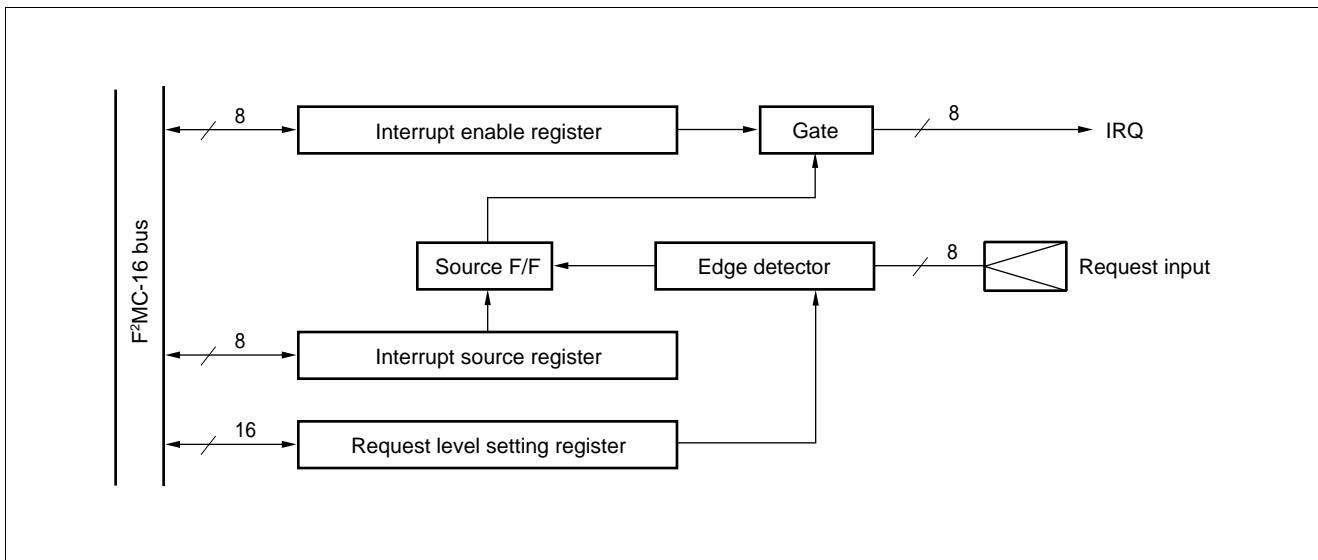 8
Interrupt enable register
Gate
8
IRQ
F²MC-16 bus
Source F/F
Edge detector
8
Request input
8
Interrupt source register
16
Request level setting register